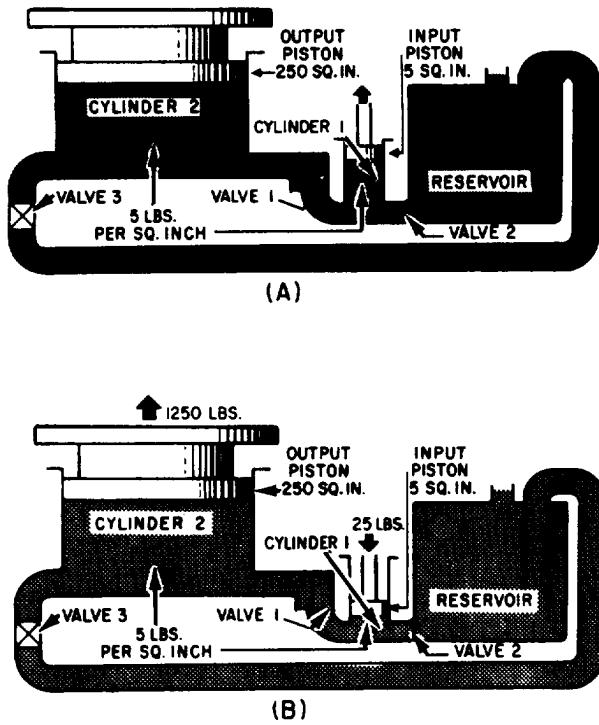 OUTPUT
PISTON
250 SQ. IN.
INPUT
PISTON
5 SQ. IN.
CYLINDER 2
CYLINDER 1
RESERVOIR
VALVE 3
VALVE 1
5 LBS.
PER SQ. INCH
VALVE 2
(A)
1250 LBS.
OUTPUT
PISTON
250 SQ. IN.
INPUT
PISTON
5 SQ. IN.
25 LBS.
CYLINDER 2
CYLINDER 1
RESERVOIR
VALVE 3
VALVE 1
5 LBS.
PER SQ. INCH
VALVE 2
(B)